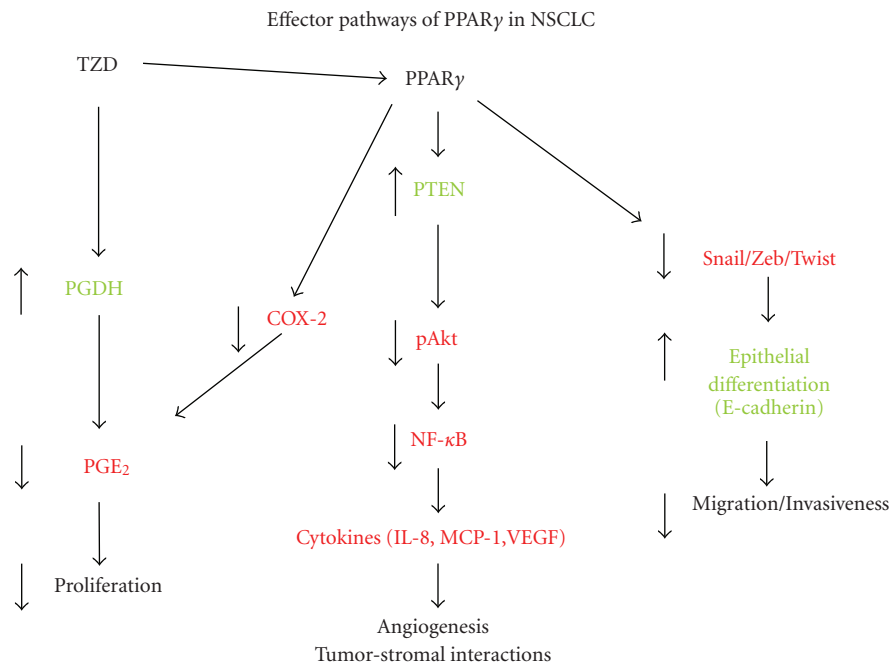 Effector pathways of PPARγ in NSCLC
TZD
PPARγ
PTEN
Snail/Zeb/Twist
PGDH
COX-2
pAkt
Epithelial
differentiation
(E-cadherin)
NF-κB
PGE₂
Migration/Invasiveness
Cytokines (IL-8, MCP-1,VEGF)
Proliferation
Angiogenesis
Tumor-stromal interactions